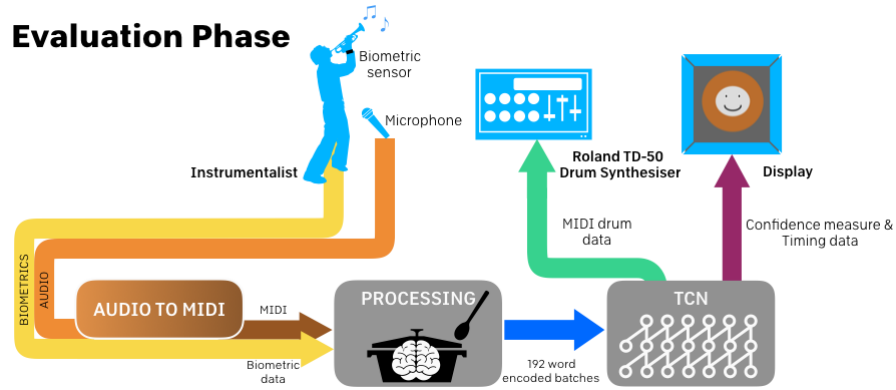 Evaluation Phase
Biometric
sensor
Microphone
Instrumentalist
Roland TD-50
Drum Synthesiser
Display
MIDI drum
data
Confidence measure &
Timing data
BIOMETRICS
AUDIO
AUDIO TO MIDI
MIDI
Biometric
data
PROCESSING
192 word
encoded batches
TCN